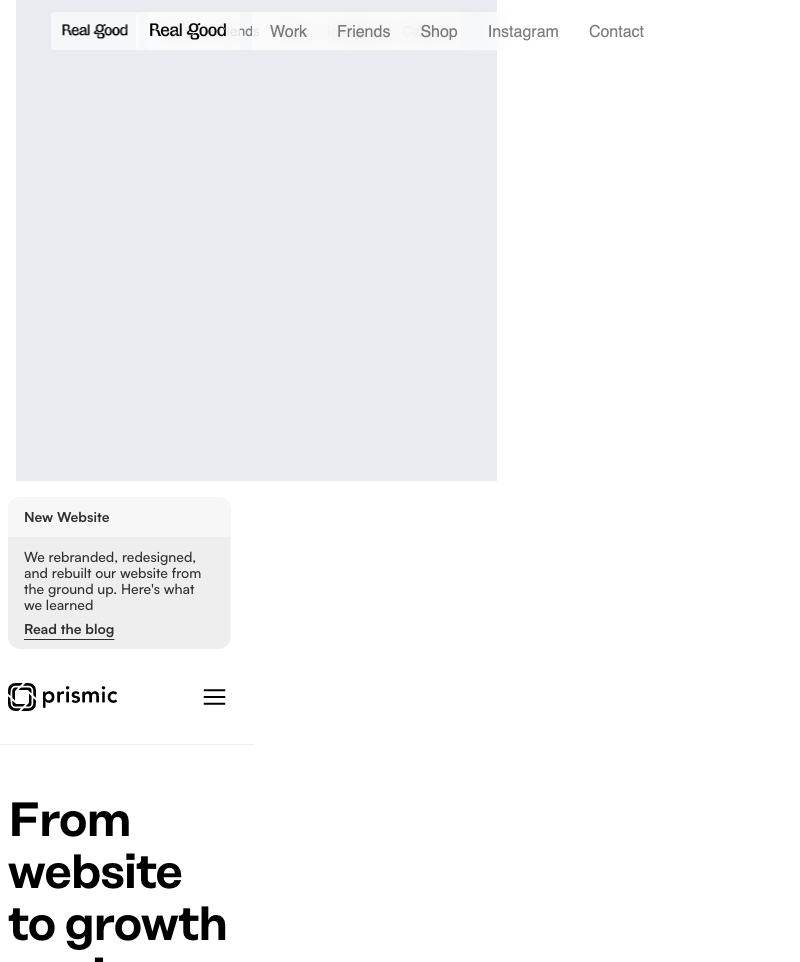 Real good Real good ends Work Friends Shop Instagram Contact
New Website
We rebranded, redesigned,
and rebuilt our website from
the ground up. Here's what
we learned
Read the blog
prismic
From
website
to growth